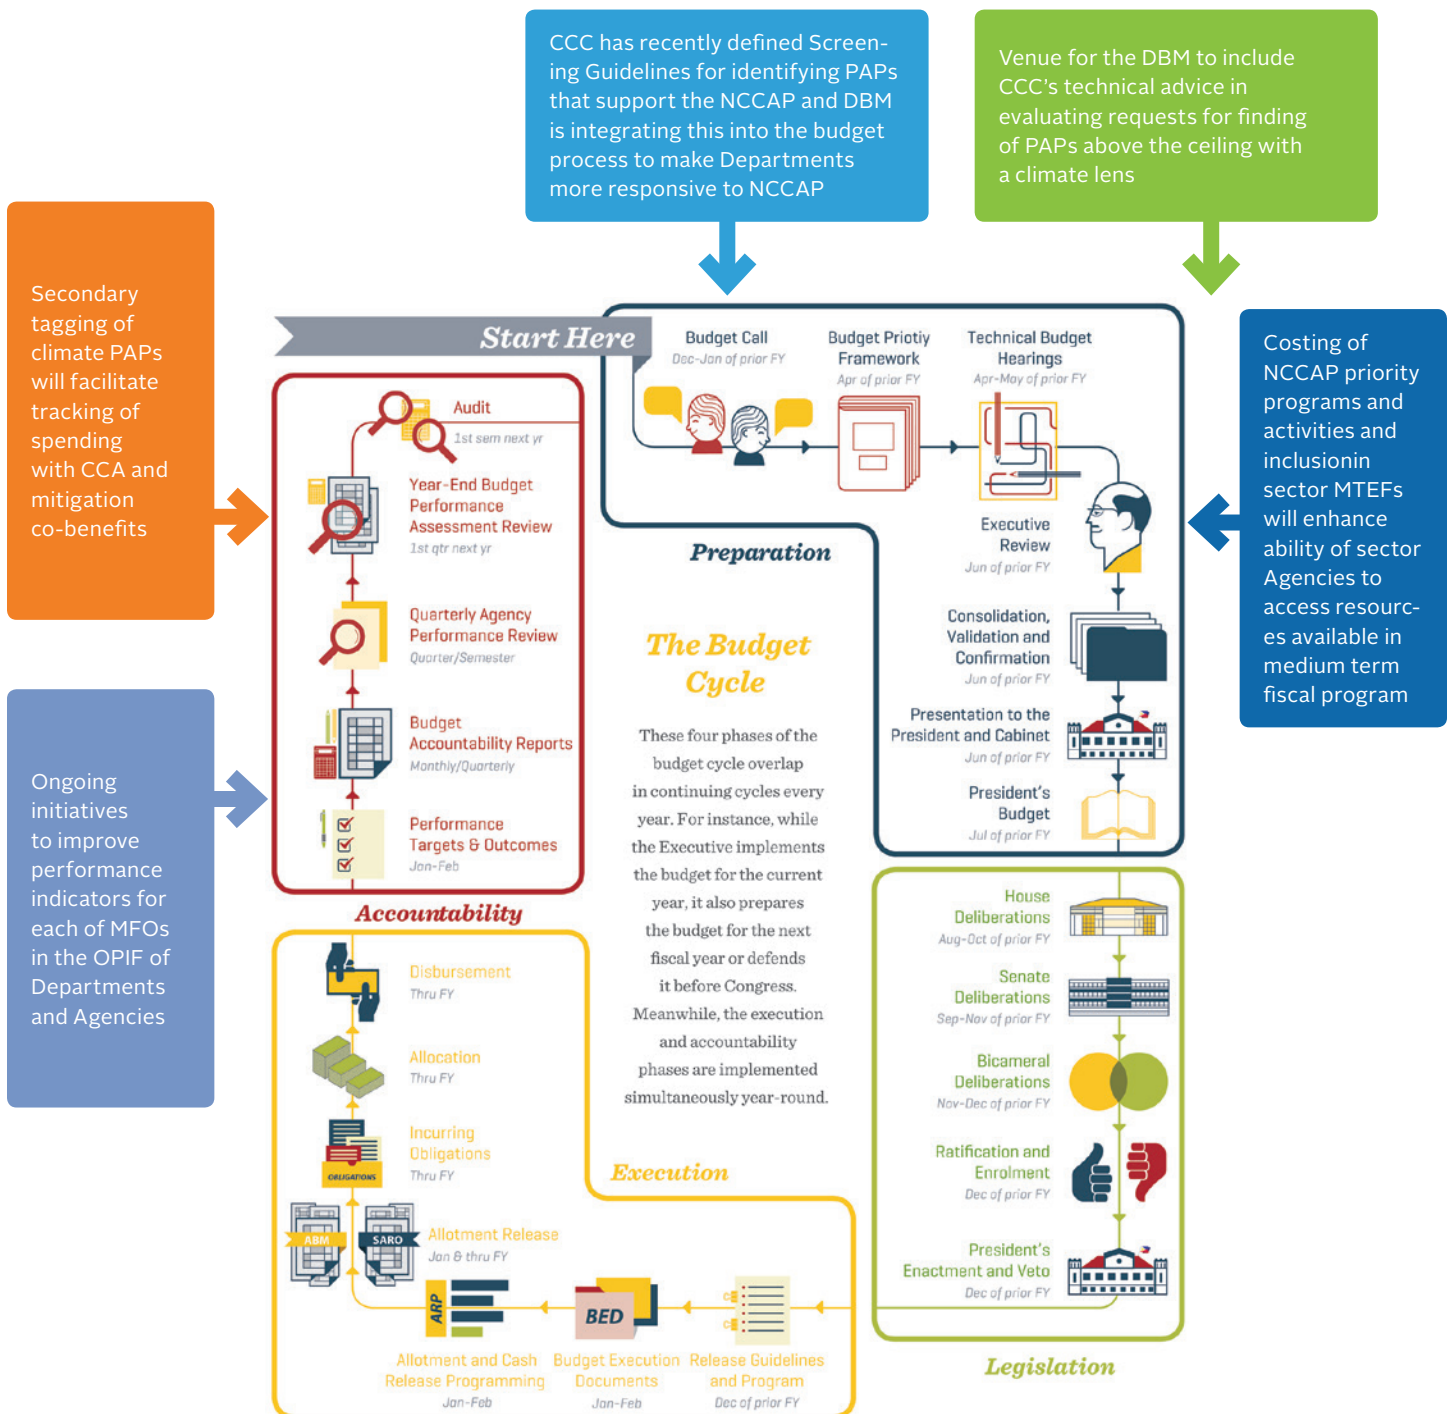 CCC has recently defined Screen-
ing Guidelines for identifying PAPs
that support the NCCAP and DBM
is integrating this into the budget
process to make Departments
more responsive to NCCAP
Venue for the DBM to include
CCC's technical advice in
evaluating requests for finding
of PAPs above the ceiling with
a climate lens
Secondary
tagging of
climate PAPs
will facilitate
tracking of
spending
with CCA and
mitigation
co-benefits
Costing of
NCCAP priority
programs and
activities and
inclusionin
sector MTEFs
will enhance
ability of sector
Agencies to
access resourc-
es available in
medium term
fiscal program
Ongoing
initiatives
to improve
performance
indicators for
each of MFOs
in the OPIF of
Departments
and Agencies
Start Here
Budget Call
Dec-Jan of prior FY
Budget Priotiy
Framework
Apr of prior FY
Technical Budget
Hearings
Apr-May of prior FY
Executive
Review
Jun of prior FY
Consolidation,
Validation and
Confirmation
Jun of prior FY
Presentation to the
President and Cabinet
Jun of prior FY
President's
Budget
Jul of prior FY
Preparation
House
Deliberations
Aug-Oct of prior FY
Senate
Deliberations
Sep-Nov of prior FY
Bicameral
Deliberations
Nov-Dec of prior FY
Ratification and
Enrolment
Dec of prior FY
President's
Enactment and Veto
Dec of prior FY
Legislation
Release Guidelines
and Program
Dec of prior FY
BED
Budget Execution
Documents
Jan-Feb
ARP
Allotment and Cash
Release Programming
Jan-Feb
ABM
SARO
Allotment Release
Jan & thru FY
OBLIGATIONS
Incurring
Obligations
Thru FY
Allocation
Thru FY
Disbursement
Thru FY
Execution
Performance
Targets & Outcomes
Jan-Feb
Budget
Accountability Reports
Monthly/Quarterly
Quarterly Agency
Performance Review
Quarter/Semester
Year-End Budget
Performance
Assessment Review
1st qtr next yr
Audit
1st sem next yr
Accountability
The Budget
Cycle
These four phases of the
budget cycle overlap
in continuing cycles every
year. For instance, while
the Executive implements
the budget for the current
year, it also prepares
the budget for the next
fiscal year or defends
it before Congress.
Meanwhile, the execution
and accountability
phases are implemented
simultaneously year-round.